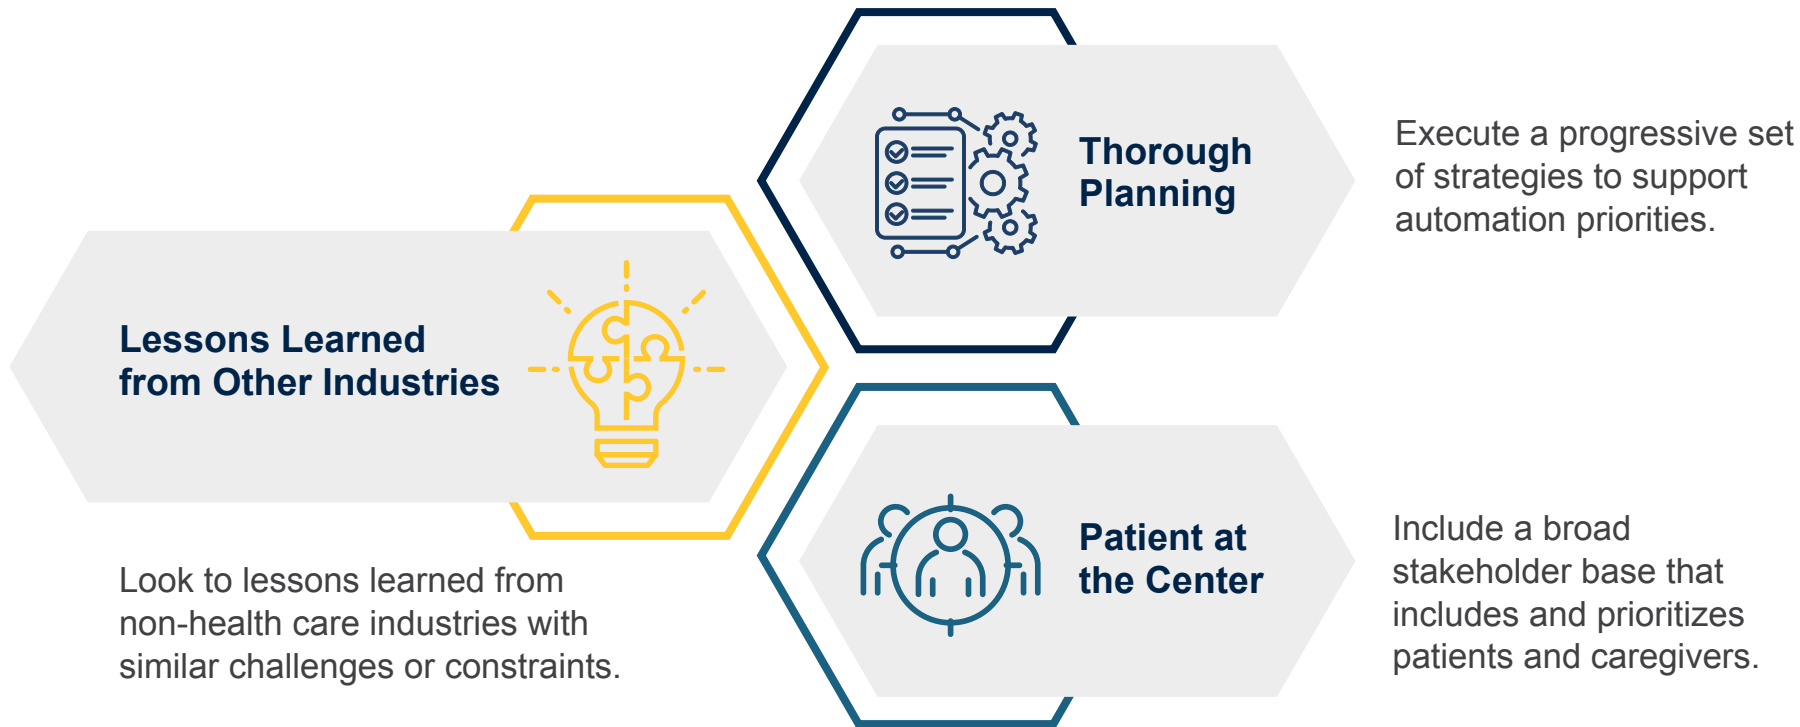 Thorough
Planning
Execute a progressive set
of strategies to support
automation priorities.
Lessons Learned
from Other Industries
Look to lessons learned from
non-health care industries with
similar challenges or constraints.
Patient at
the Center
Include a broad
stakeholder base that
includes and prioritizes
patients and caregivers.